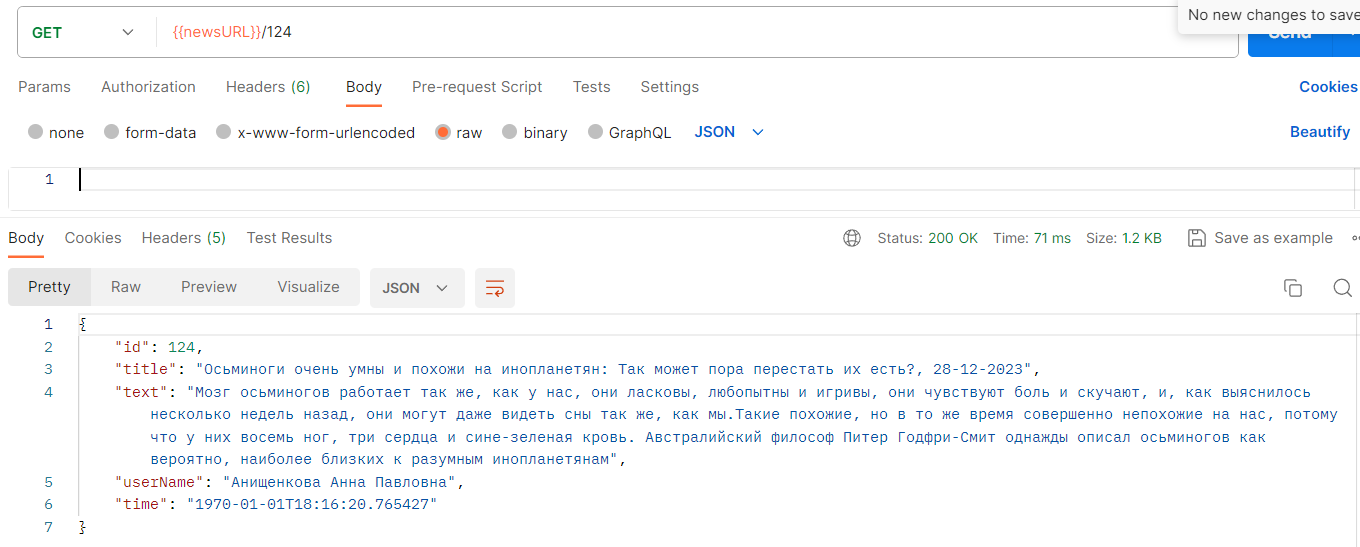 No new changes to save
GET {{newsURL}}/124 Send
Params Authorization Headers (6) Body Pre-request Script Tests Settings Cookies
none form-data x-www-form-urlencoded raw binary GraphQL JSON Beautify
1
Body Cookies Headers (5) Test Results Status: 200 OK Time: 71 ms Size: 1.2 KB Save as example
Pretty Raw Preview Visualize JSON
1 {
2 "id": 124,
3 "title": "Осьминоги очень умны и похожи на инопланетян: Так может пора перестать их есть?, 28-12-2023",
4 "text": "Мозг осьминогов работает так же, как у нас, они ласковы, любопытны и игривы, они чувствуют боль и скучают, и, как выяснилось
несколько недель назад, они могут даже видеть сны так же, как мы.Такие похожие, но в то же время совершенно непохожие на нас, потому
что у них восемь ног, три сердца и сине-зеленая кровь. Австралийский философ Питер Годфри-Смит однажды описал осьминогов как
вероятно, наиболее близких к разумным инопланетянам",
5 "userName": "Анищенкова Анна Павловна",
6 "time": "1970-01-01T18:16:20.765427"
7 }